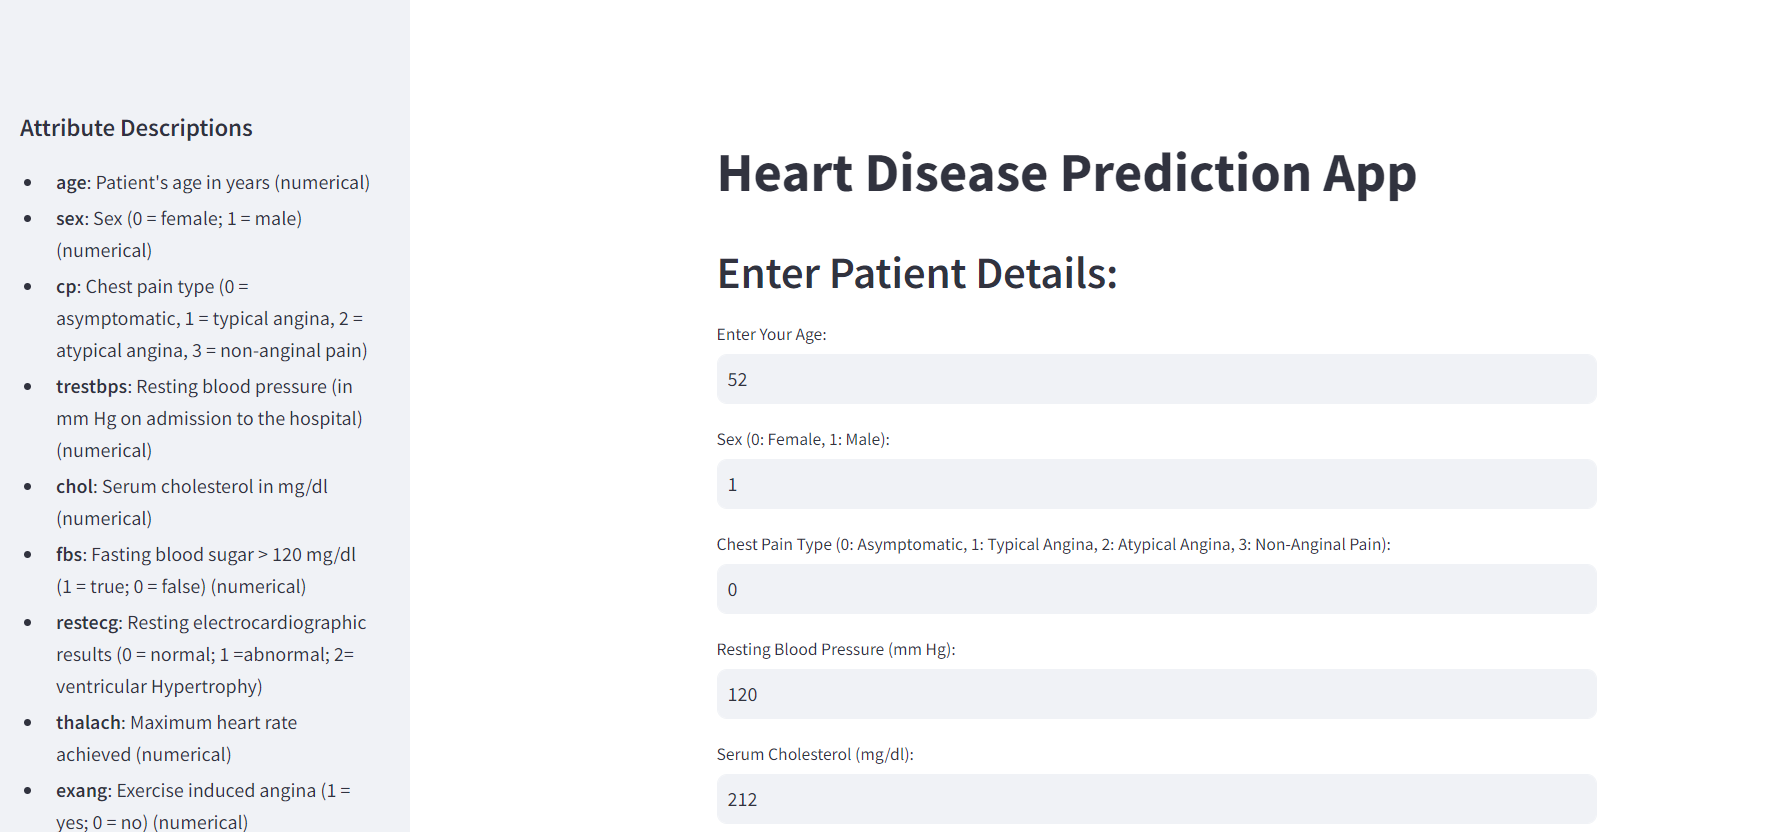 Attribute Descriptions
age: Patient's age in years (numerical)
sex: Sex (0 = female; 1 = male)
(numerical)
cp: Chest pain type (0 =
asymptomatic, 1 = typical angina, 2 =
atypical angina, 3 = non-anginal pain)
trestbps: Resting blood pressure (in
mm Hg on admission to the hospital)
(numerical)
chol: Serum cholesterol in mg/dl
(numerical)
fbs: Fasting blood sugar > 120 mg/dl
(1 = true; 0 = false) (numerical)
restecg: Resting electrocardiographic
results (0 = normal; 1 =abnormal; 2=
ventricular Hypertrophy)
thalach: Maximum heart rate
achieved (numerical)
exang: Exercise induced angina (1 =
yes; 0 = no) (numerical)
Heart Disease Prediction App
Enter Patient Details:
Enter Your Age:
52
Sex (0: Female, 1: Male):
1
Chest Pain Type (0: Asymptomatic, 1: Typical Angina, 2: Atypical Angina, 3: Non-Anginal Pain):
0
Resting Blood Pressure (mm Hg):
120
Serum Cholesterol (mg/dl):
212